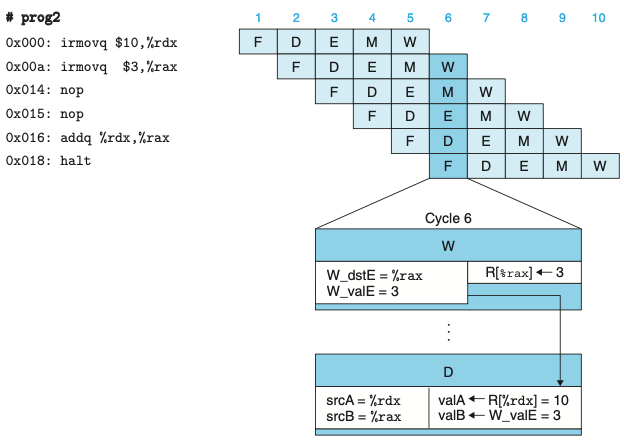 # prog2 1 2 3 4 5 6 7 8 9 10
0x000: irmovq $10,%rdx F D E M W
0x00a: irmovq  $3,%rax F D E M W
0x014: nop F D E M W
0x015: nop F D E M W
0x016: addq %rdx,%rax F D E M W
0x018: halt F D E M W
Cycle 6
W
R[%rax] ← 3
W_dstE = %rax
W_valE = 3
D
srcA = %rdx valA ← R[%rdx] = 10
srcB = %rax valB ← W_valE = 3